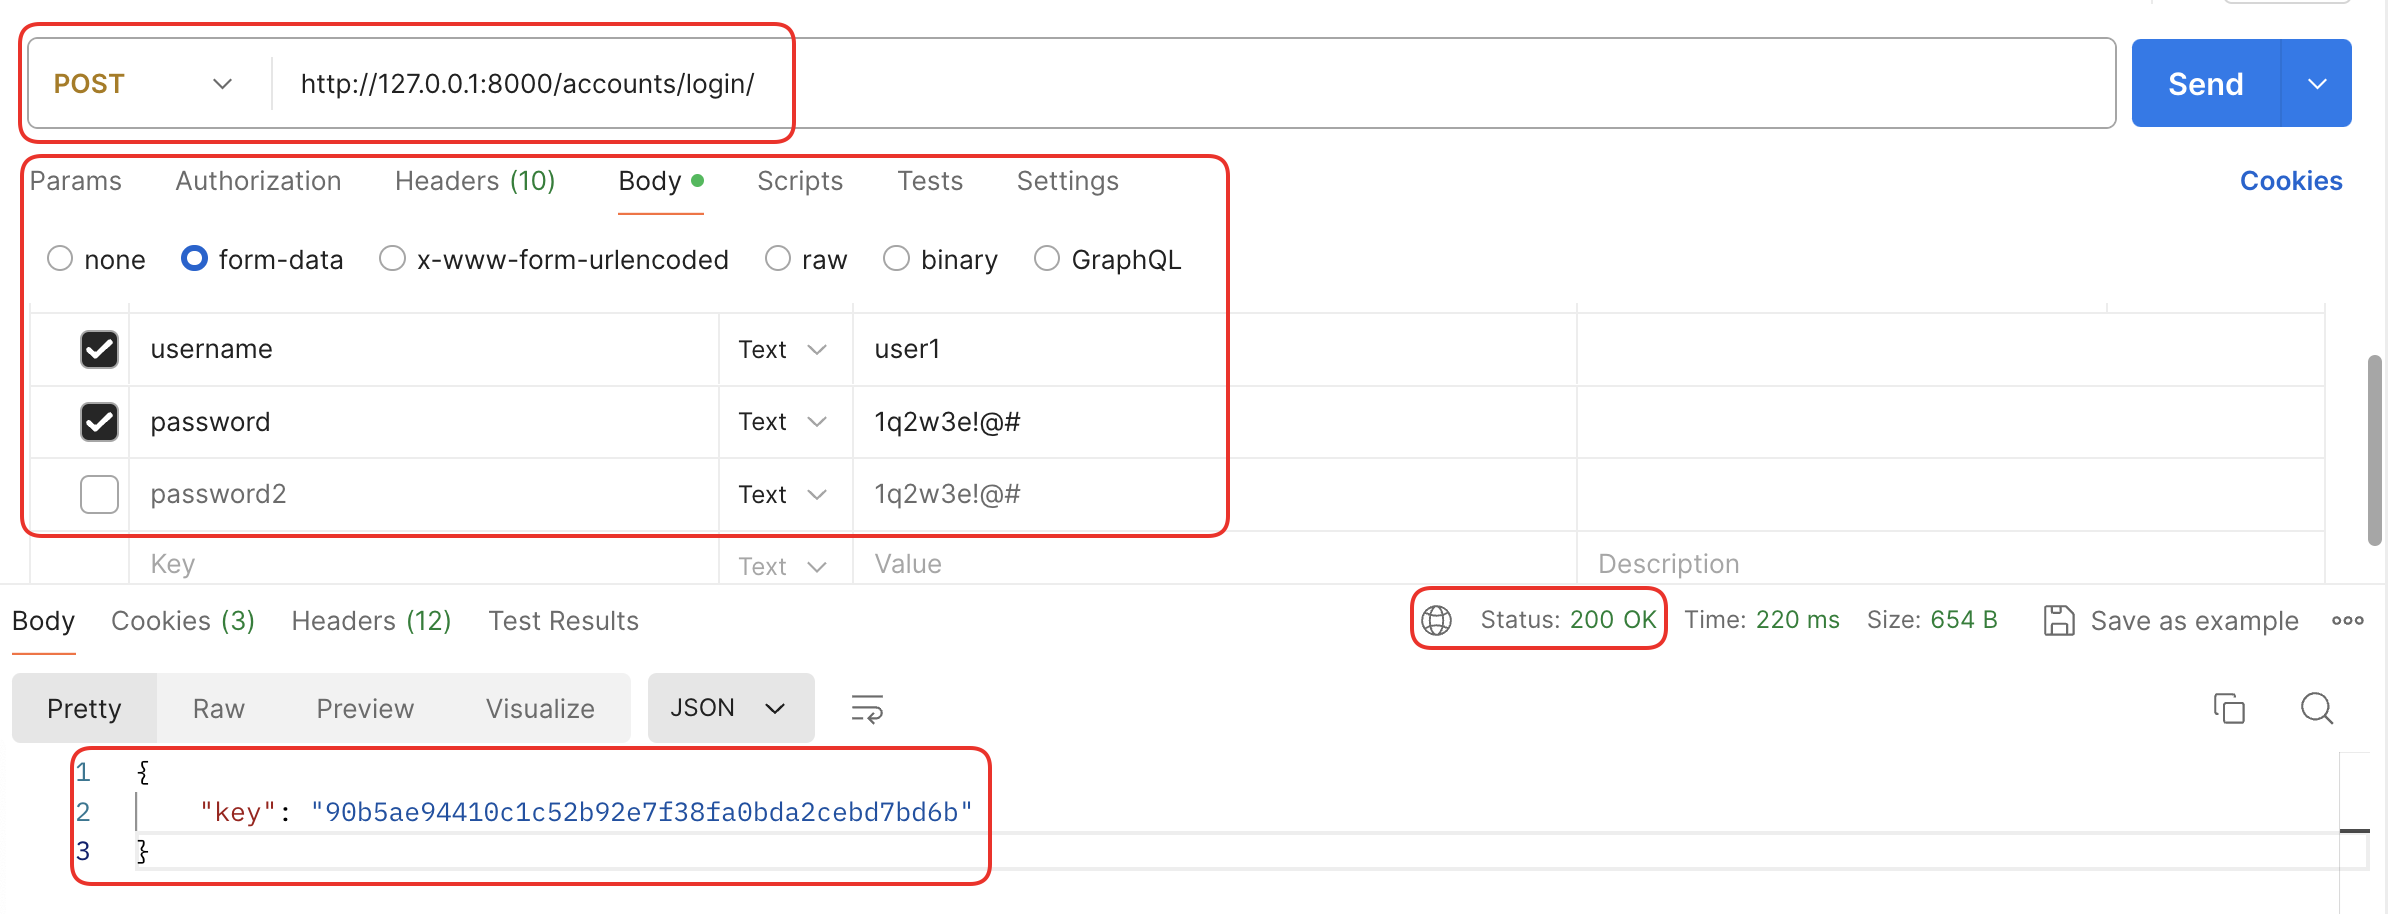 POST http://127.0.0.1:8000/accounts/login/ Send
Params Authorization Headers (10) Body Scripts Tests Settings Cookies
none form-data x-www-form-urlencoded raw binary GraphQL
username Text user1
password Text 1q2w3e!@#
password2 Text 1q2w3e!@#
Key Text Value Description
Body Cookies (3) Headers (12) Test Results Status: 200 OK Time: 220 ms Size: 654 B Save as example
Pretty Raw Preview Visualize JSON
1 {
2 "key": "90b5ae94410c1c52b92e7f38fa0bda2cebd7bd6b"
3 }